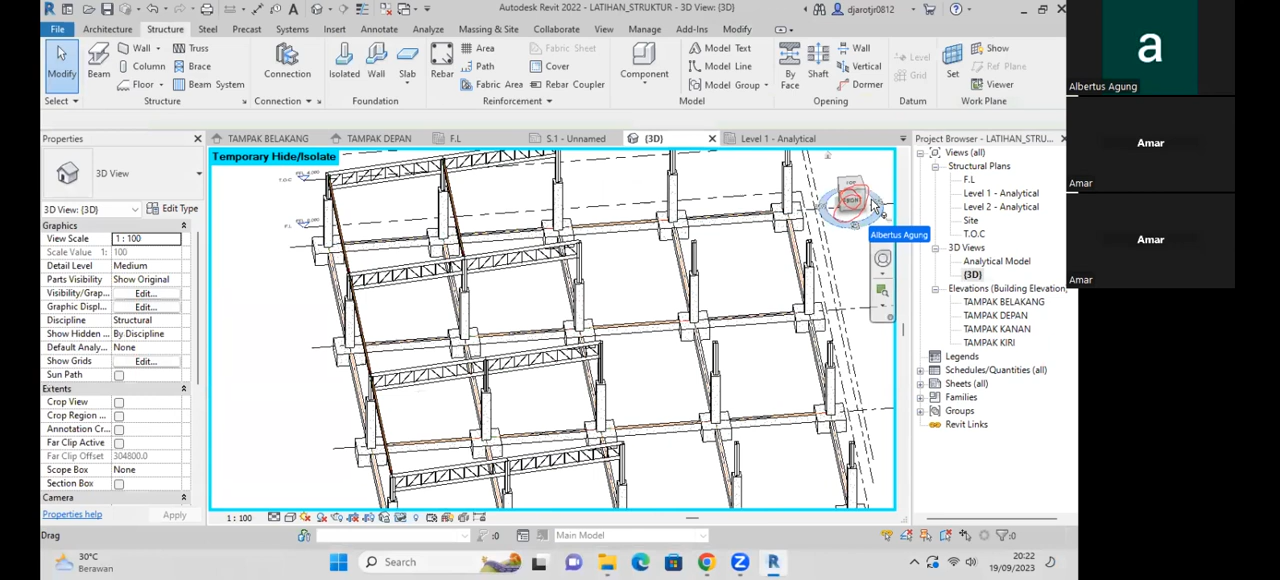 Autodesk Revit 2022 - LATIHAN_STRUKTUR - 3D View: {3D}
djarotjr0812
File
Architecture
Structure
Steel
Precast
Systems
Insert
Annotate
Analyze
Massing & Site
Collaborate
View
Manage
Add-Ins
Modify
Modify
Beam
Wall
Column
Floor
Truss
Brace
Beam System
Connection
Isolated
Wall
Slab
Rebar
Area
Path
Fabric Area
Fabric Sheet
Cover
Rebar Coupler
Component
Model Text
Model Line
Model Group
By
Face
Shaft
Wall
Vertical
Dormer
Level
Grid
Set
Show
Ref Plane
Viewer
Select
Structure
Connection
Foundation
Reinforcement
Model
Opening
Datum
Work Plane
Properties
3D View
3D View: {3D}
Edit Type
Graphics
View Scale 1 : 100
Scale Value 1: 100
Detail Level Medium
Parts Visibility Show Original
Visibility/Grap... Edit...
Graphic Displ... Edit...
Discipline Structural
Show Hidden ... By Discipline
Default Analy... None
Show Grids Edit...
Sun Path
Extents
Crop View
Crop Region ...
Annotation Cr...
Far Clip Active
Far Clip Offset 304800.0
Scope Box None
Section Box
Camera
Properties help
Apply
TAMPAK BELAKANG
TAMPAK DEPAN
F.L
S.1 - Unnamed
{3D}
Level 1 - Analytical
Temporary Hide/Isolate
T.O.C
F.L
TOP
FRONT
Albertus Agung
Project Browser - LATIHAN_STRU...
Views (all)
Structural Plans
F.L
Level 1 - Analytical
Level 2 - Analytical
Site
T.O.C
3D Views
Analytical Model
{3D}
Elevations (Building Elevation)
TAMPAK BELAKANG
TAMPAK DEPAN
TAMPAK KANAN
TAMPAK KIRI
Legends
Schedules/Quantities (all)
Sheets (all)
Families
Groups
Revit Links
a
Albertus Agung
Amar
Amar
Amar
Amar
1 : 100
Drag
:0
Main Model
:0
30°C
Berawan
Search
20:22
19/09/2023